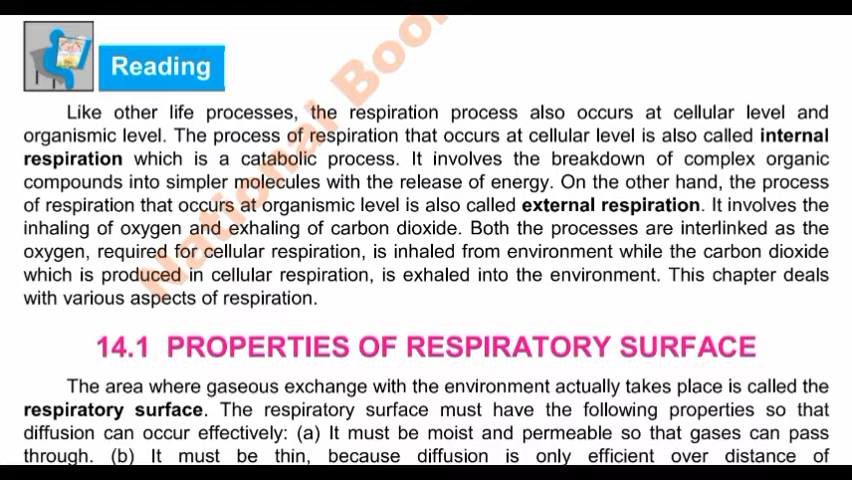 Reading
Like other life processes, the respiration process also occurs at cellular level and
organismic level. The process of respiration that occurs at cellular level is also called internal
respiration which is a catabolic process. It involves the breakdown of complex organic
compounds into simpler molecules with the release of energy. On the other hand, the process
of respiration that occurs at organismic level is also called external respiration. It involves the
inhaling of oxygen and exhaling of carbon dioxide. Both the processes are interlinked as the
oxygen, required for cellular respiration, is inhaled from environment while the carbon dioxide
which is produced in cellular respiration, is exhaled into the environment. This chapter deals
with various aspects of respiration.
14.1 PROPERTIES OF RESPIRATORY SURFACE
The area where gaseous exchange with the environment actually takes place is called the
respiratory surface. The respiratory surface must have the following properties so that
diffusion can occur effectively: (a) It must be moist and permeable so that gases can pass
through. (b) It must be thin, because diffusion is only efficient over distance of
National Book